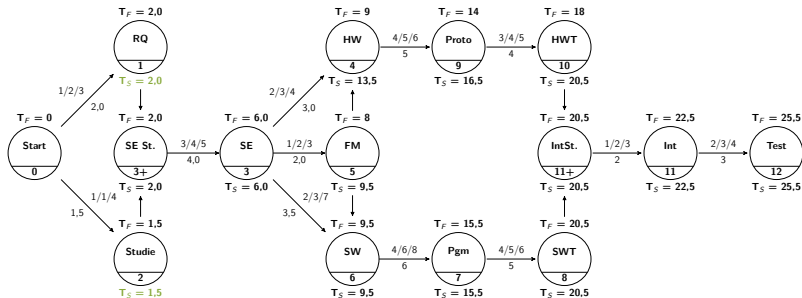 T_F = 2,0
RQ
1
T_S = 2,0
T_F = 9
HW
4
T_S = 13,5
4/5/6
5
T_F = 14
Proto
9
T_S = 16,5
3/4/5
4
T_F = 18
HWT
10
T_S = 20,5
1/2/3
2,0
2/3/4
3,0
T_F = 0
Start
0
T_F = 2,0
SE St.
3+
T_S = 2,0
3/4/5
4,0
T_F = 6,0
SE
3
T_S = 6,0
1/2/3
2,0
T_F = 8
FM
5
T_S = 9,5
T_F = 20,5
IntSt.
11+
T_S = 20,5
1/2/3
2
T_F = 22,5
Int
11
T_S = 22,5
2/3/4
3
T_F = 25,5
Test
12
T_S = 25,5
1/1/4
1,5
2/3/7
3,5
T_F = 1,5
Studie
2
T_S = 1,5
T_F = 9,5
SW
6
T_S = 9,5
4/6/8
6
T_F = 15,5
Pgm
7
T_S = 15,5
4/5/6
5
T_F = 20,5
SWT
8
T_S = 20,5